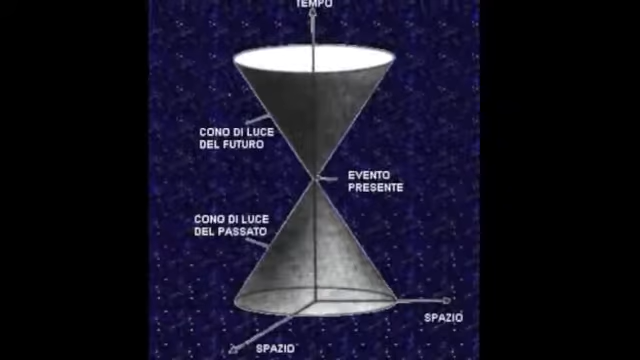 TEMPO
CONO DI LUCE
DEL FUTURO
EVENTO
PRESENTE
CONO DI LUCE
DEL PASSATO
SPAZIO
SPAZIO